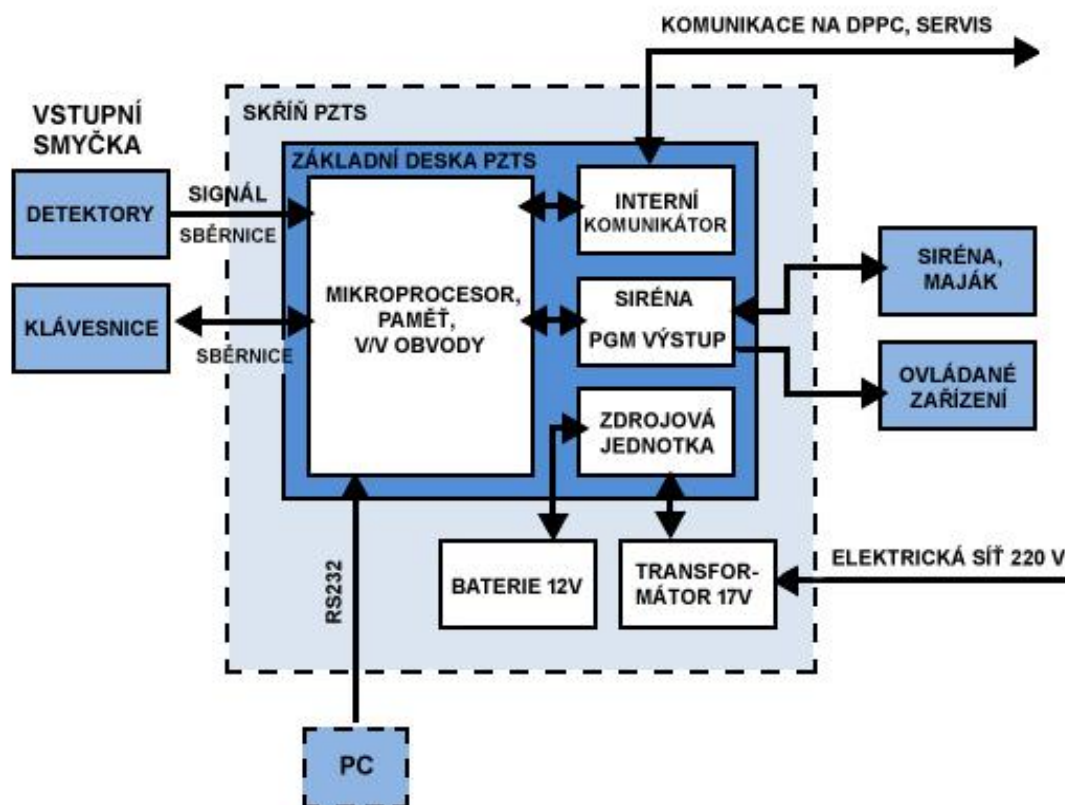 KOMUNIKACE NA DPPC, SERVIS
SKŘÍŇ PZTS
VSTUPNÍ
SMYČKA
ZÁKLADNÍ DESKA PZTS
DETEKTORY
SIGNÁL
SBĚRNICE
INTERNÍ
KOMUNIKÁTOR
SIRÉNA,
MAJÁK
KLÁVESNICE
SBĚRNICE
MIKROPROCESOR,
PAMĚŤ,
V/V OBVODY
SIRÉNA
PGM VÝSTUP
OVLÁDANÉ
ZAŘÍZENÍ
ZDROJOVÁ
JEDNOTKA
BATERIE 12V
TRANSFOR-
MÁTOR 17V
ELEKTRICKÁ SÍŤ 220 V
RS232
PC